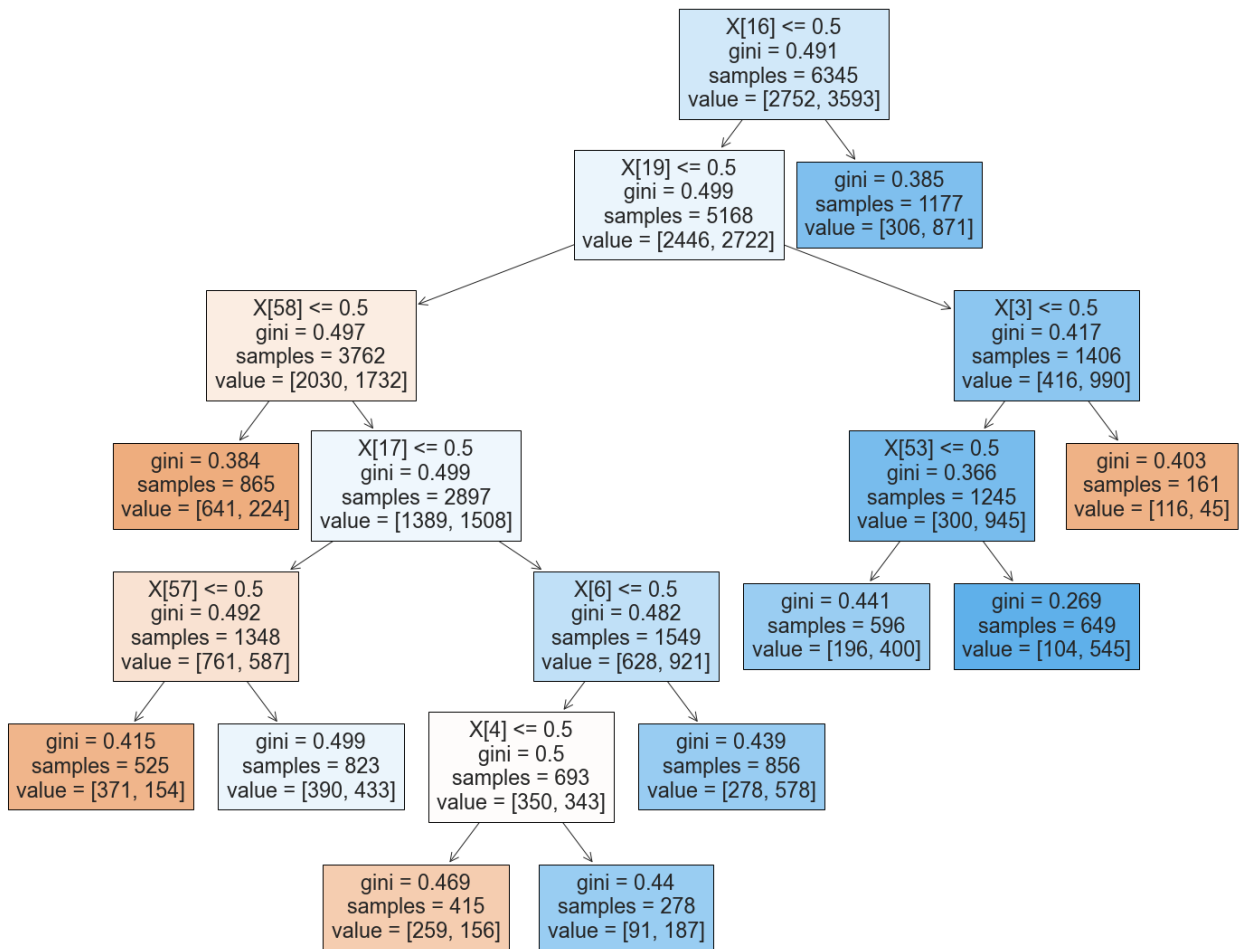 X[16] <= 0.5
gini = 0.491
samples = 6345
value = [2752, 3593]
X[19] <= 0.5
gini = 0.499
samples = 5168
value = [2446, 2722]
gini = 0.385
samples = 1177
value = [306, 871]
X[58] <= 0.5
gini = 0.497
samples = 3762
value = [2030, 1732]
X[3] <= 0.5
gini = 0.417
samples = 1406
value = [416, 990]
gini = 0.384
samples = 865
value = [641, 224]
X[17] <= 0.5
gini = 0.499
samples = 2897
value = [1389, 1508]
X[53] <= 0.5
gini = 0.366
samples = 1245
value = [300, 945]
gini = 0.403
samples = 161
value = [116, 45]
X[57] <= 0.5
gini = 0.492
samples = 1348
value = [761, 587]
X[6] <= 0.5
gini = 0.482
samples = 1549
value = [628, 921]
gini = 0.441
samples = 596
value = [196, 400]
gini = 0.269
samples = 649
value = [104, 545]
gini = 0.415
samples = 525
value = [371, 154]
gini = 0.499
samples = 823
value = [390, 433]
X[4] <= 0.5
gini = 0.5
samples = 693
value = [350, 343]
gini = 0.439
samples = 856
value = [278, 578]
gini = 0.469
samples = 415
value = [259, 156]
gini = 0.44
samples = 278
value = [91, 187]